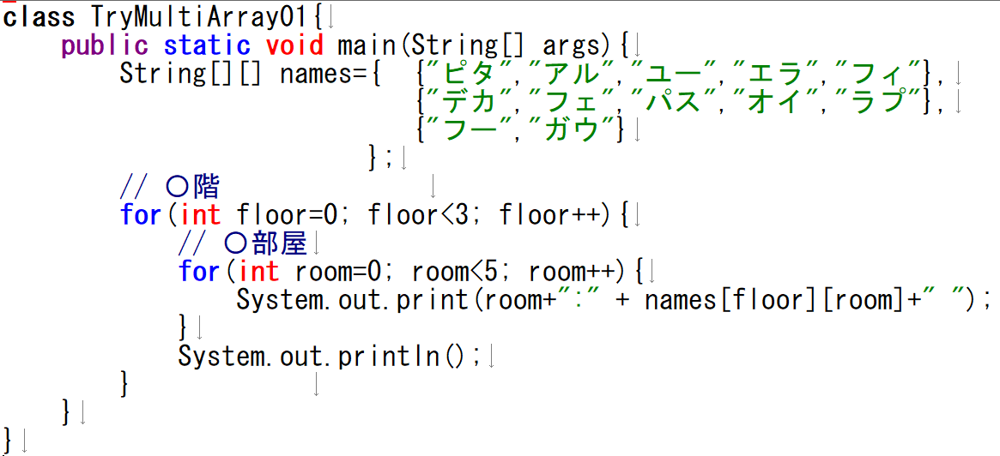 class TryMultiArray01{
    public static void main(String[] args){
        String[][] names={  {"ピタ","アル","ユー","エラ","フィ"},
                            {"デカ","フェ","パス","オイ","ラプ"},
                            {"フー","ガウ"}
                         };
        // 〇階
        for(int floor=0; floor<3; floor++){
            // 〇部屋
            for(int room=0; room<5; room++){
                System.out.print(room+":" + names[floor][room]+" ");
            }
            System.out.println();
        }
    }
}